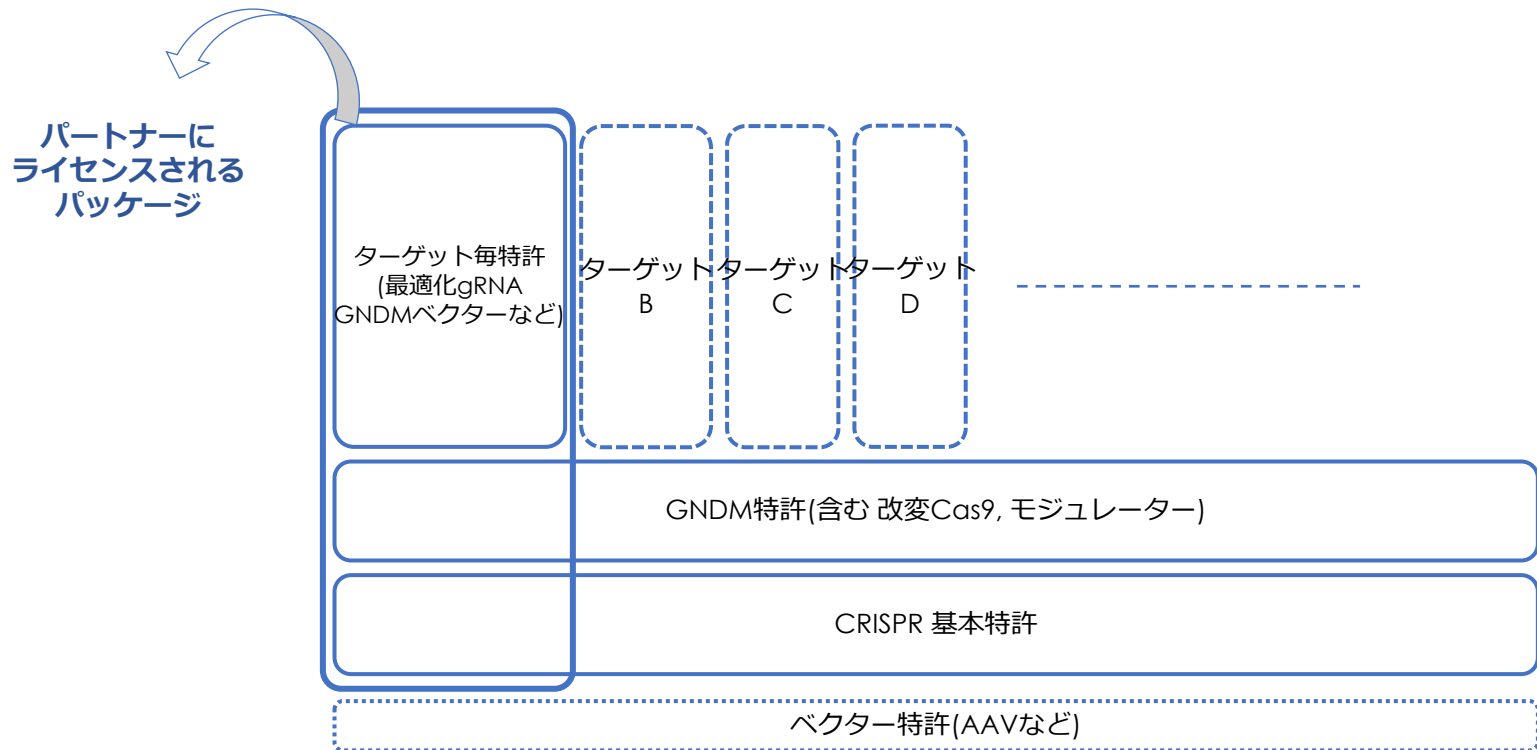 パートナーに
ライセンスされる
パッケージ
ターゲット毎特許
(最適化gRNA
GNDMベクターなど)
ターゲット
B
ターゲット
C
ターゲット
D
GNDM特許(含む 改変Cas9, モジュレーター)
CRISPR 基本特許
ベクター特許(AAVなど)